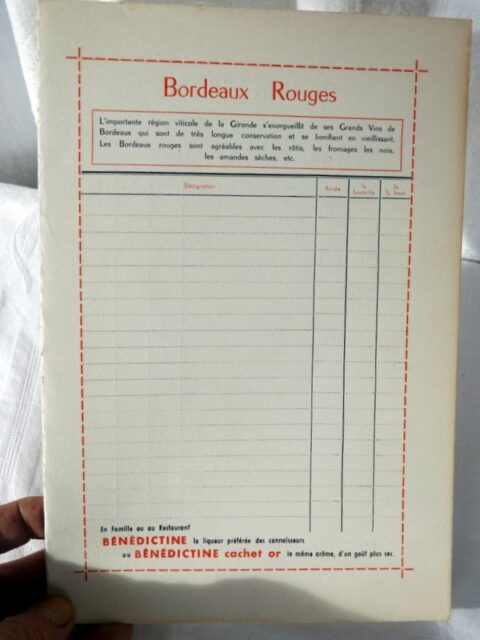 Bordeaux Rouges
L'importante région viticole de la Gironde s'enorgueillit de ses Grands Vins de
Bordeaux qui sont de très longue conservation et se bonifient en vieillissant.
Les Bordeaux rouges sont agréables avec les rôtis, les fromages les noix,
les amandes sèches, etc.
Désignation Année la bouteille la ½ bout.
En Famille ou au Restaurant
BÉNÉDICTINE la liqueur préférée des connaisseurs
ou BÉNÉDICTINE cachet or le même arôme, d'un goût plus sec.